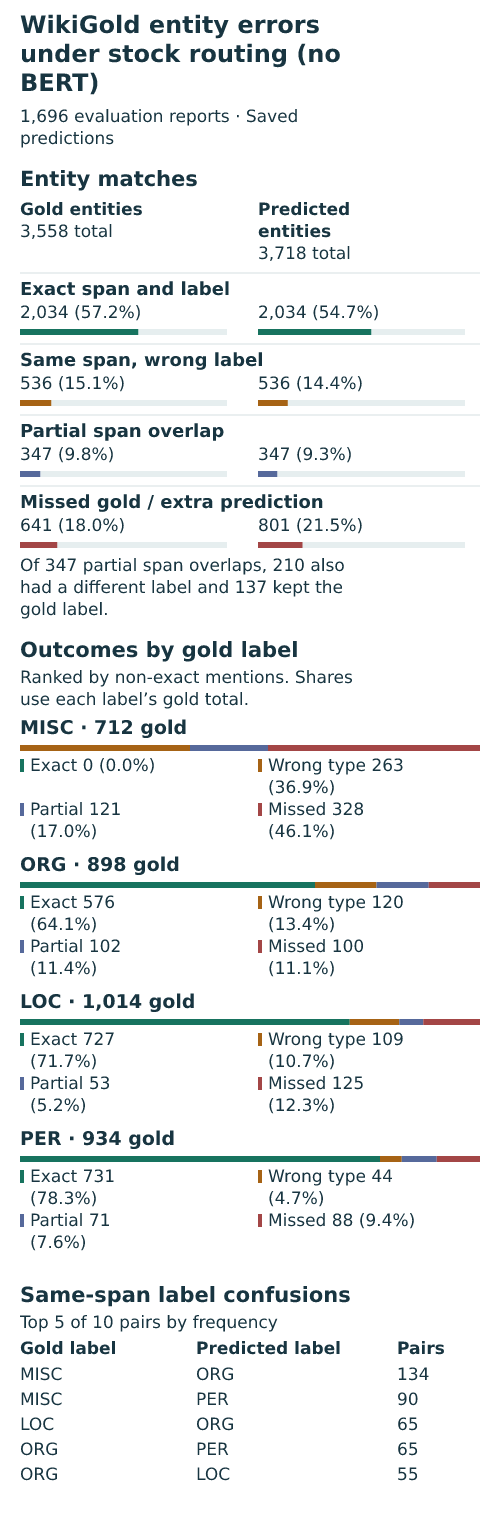 WikiGold entity errors
under stock routing (no
BERT)
1,696 evaluation reports · Saved
predictions
Entity matches
Gold entities
3,558 total
Predicted
entities
3,718 total
Exact span and label
2,034 (57.2%)
2,034 (54.7%)
Same span, wrong label
536 (15.1%)
536 (14.4%)
Partial span overlap
347 (9.8%)
347 (9.3%)
Missed gold / extra prediction
641 (18.0%)
801 (21.5%)
Of 347 partial span overlaps, 210 also
had a different label and 137 kept the
gold label.
Outcomes by gold label
Ranked by non-exact mentions. Shares
use each label’s gold total.
MISC · 712 gold
Exact 0 (0.0%)
Wrong type 263
(36.9%)
Partial 121
(17.0%)
Missed 328
(46.1%)
ORG · 898 gold
Exact 576
(64.1%)
Wrong type 120
(13.4%)
Partial 102
(11.4%)
Missed 100
(11.1%)
LOC · 1,014 gold
Exact 727
(71.7%)
Wrong type 109
(10.7%)
Partial 53
(5.2%)
Missed 125
(12.3%)
PER · 934 gold
Exact 731
(78.3%)
Wrong type 44
(4.7%)
Partial 71
(7.6%)
Missed 88 (9.4%)
Same-span label confusions
Top 5 of 10 pairs by frequency
Gold label Predicted label Pairs
MISC ORG 134
MISC PER 90
LOC ORG 65
ORG PER 65
ORG LOC 55